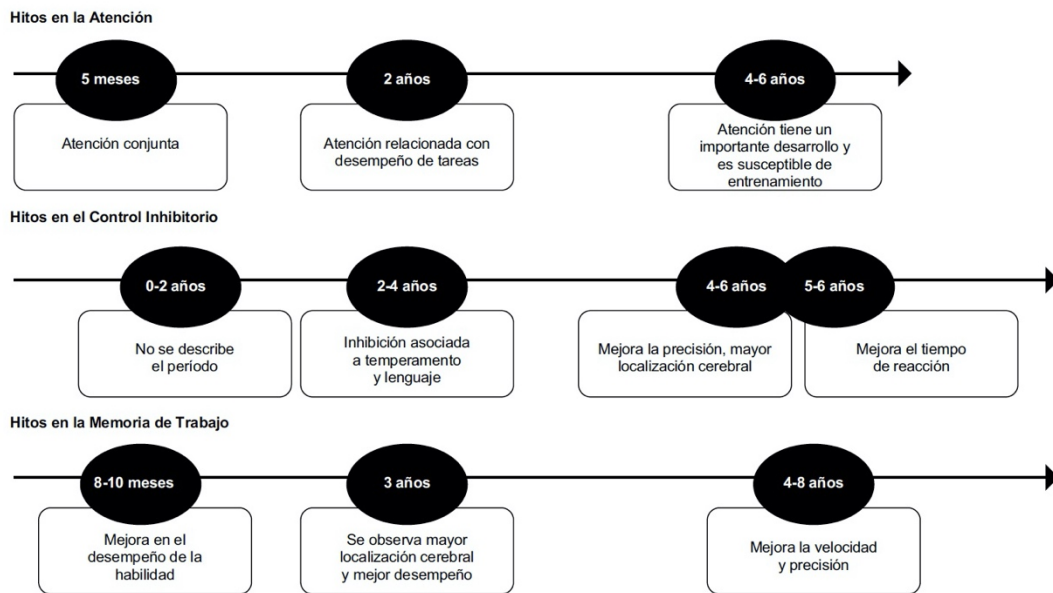 Hitos en la Atención
5 meses
2 años
4-6 años
Atención conjunta
Atención relacionada con
desempeño de tareas
Atención tiene un
importante desarrollo y
es susceptible de
entrenamiento
Hitos en el Control Inhibitorio
0-2 años
2-4 años
4-6 años
5-6 años
No se describe
el período
Inhibición asociada
a temperamento
y lenguaje
Mejora la precisión, mayor
localización cerebral
Mejora el tiempo
de reacción
Hitos en la Memoria de Trabajo
8-10 meses
3 años
4-8 años
Mejora en el
desempeño de la
habilidad
Se observa mayor
localización cerebral
y mejor desempeño
Mejora la velocidad
y precisión